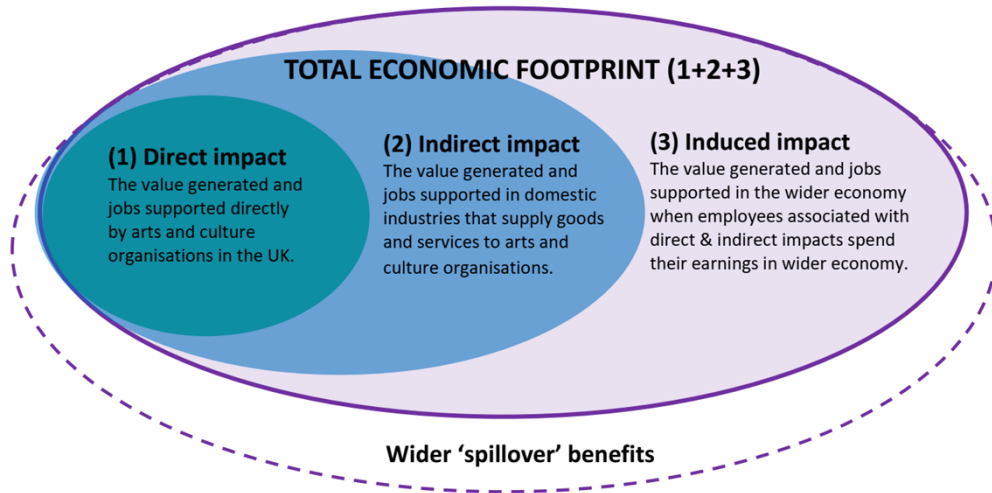 TOTAL ECONOMIC FOOTPRINT (1+2+3)
(1) Direct impact
The value generated and
jobs supported directly
by arts and culture
organisations in the UK.
(2) Indirect impact
The value generated and
jobs supported in domestic
industries that supply goods
and services to arts and
culture organisations.
(3) Induced impact
The value generated and jobs
supported in the wider economy
when employees associated with
direct & indirect impacts spend
their earnings in wider economy.
Wider ‘spillover’ benefits